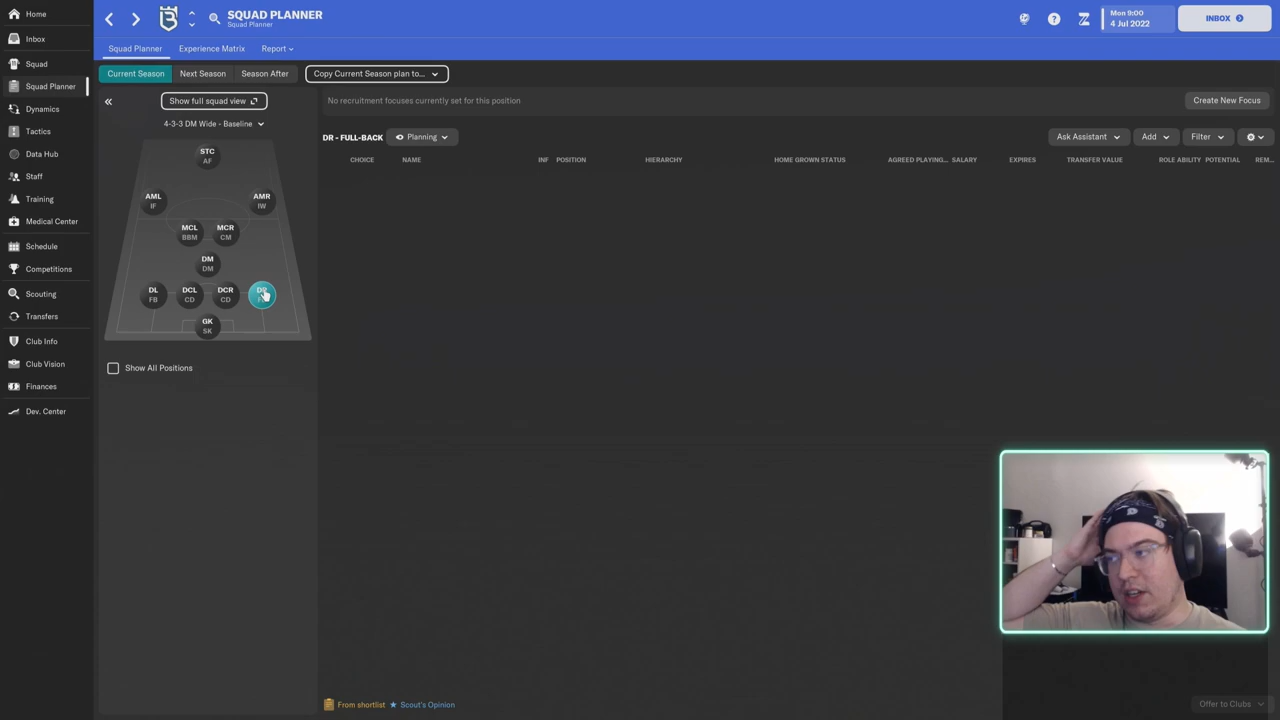 Home
Inbox
Squad
Squad Planner
Dynamics
Tactics
Data Hub
Staff
Training
Medical Center
Schedule
Competitions
Scouting
Transfers
Club Info
Club Vision
Finances
Dev. Center
SQUAD PLANNER
Squad Planner
Mon 9:00
4 Jul 2022
INBOX
Squad Planner Experience Matrix Report
Current Season Next Season Season After Copy Current Season plan to...
Show full squad view
4-3-3 DM Wide - Baseline
STC
AF
AML
IF
AMR
IW
MCL
BBM
MCR
CM
DM
DM
DL
FB
DCL
CD
DCR
CD
GK
SK
Show All Positions
No recruitment focuses currently set for this position
Create New Focus
DR - FULL-BACK Planning Ask Assistant Add Filter
CHOICE NAME INF POSITION HIERARCHY HOME GROWN STATUS AGREED PLAYING... SALARY EXPIRES TRANSFER VALUE ROLE ABILITY POTENTIAL REM...
From shortlist Scout's Opinion
Offer to Clubs